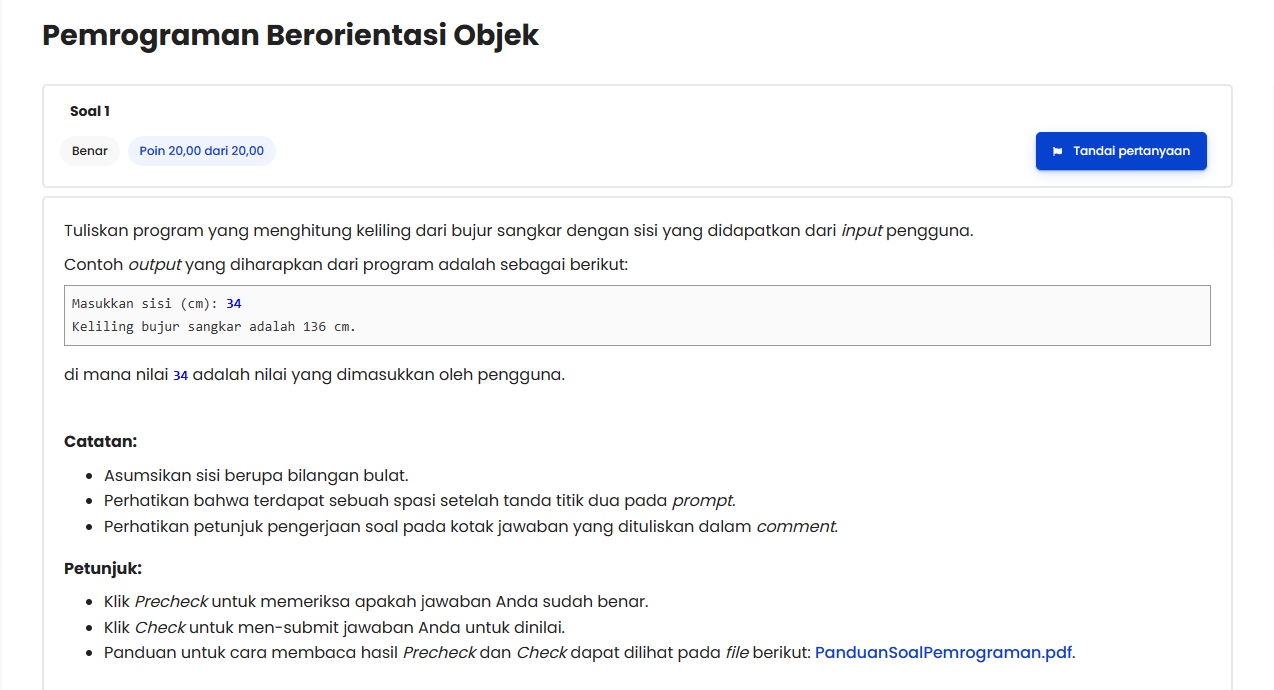 Pemrograman Berorientasi Objek
Soal 1
Benar
Poin 20,00 dari 20,00
Tandai pertanyaan
Tuliskan program yang menghitung keliling dari bujur sangkar dengan sisi yang didapatkan dari input pengguna.
Contoh output yang diharapkan dari program adalah sebagai berikut:
Masukkan sisi (cm): 34
Keliling bujur sangkar adalah 136 cm.
di mana nilai 34 adalah nilai yang dimasukkan oleh pengguna.
Catatan:
• Asumsikan sisi berupa bilangan bulat.
• Perhatikan bahwa terdapat sebuah spasi setelah tanda titik dua pada prompt.
• Perhatikan petunjuk pengerjaan soal pada kotak jawaban yang dituliskan dalam comment.
Petunjuk:
• Klik Precheck untuk memeriksa apakah jawaban Anda sudah benar.
• Klik Check untuk men-submit jawaban Anda untuk dinilai.
• Panduan untuk cara membaca hasil Precheck dan Check dapat dilihat pada file berikut: PanduanSoalPemrograman.pdf.